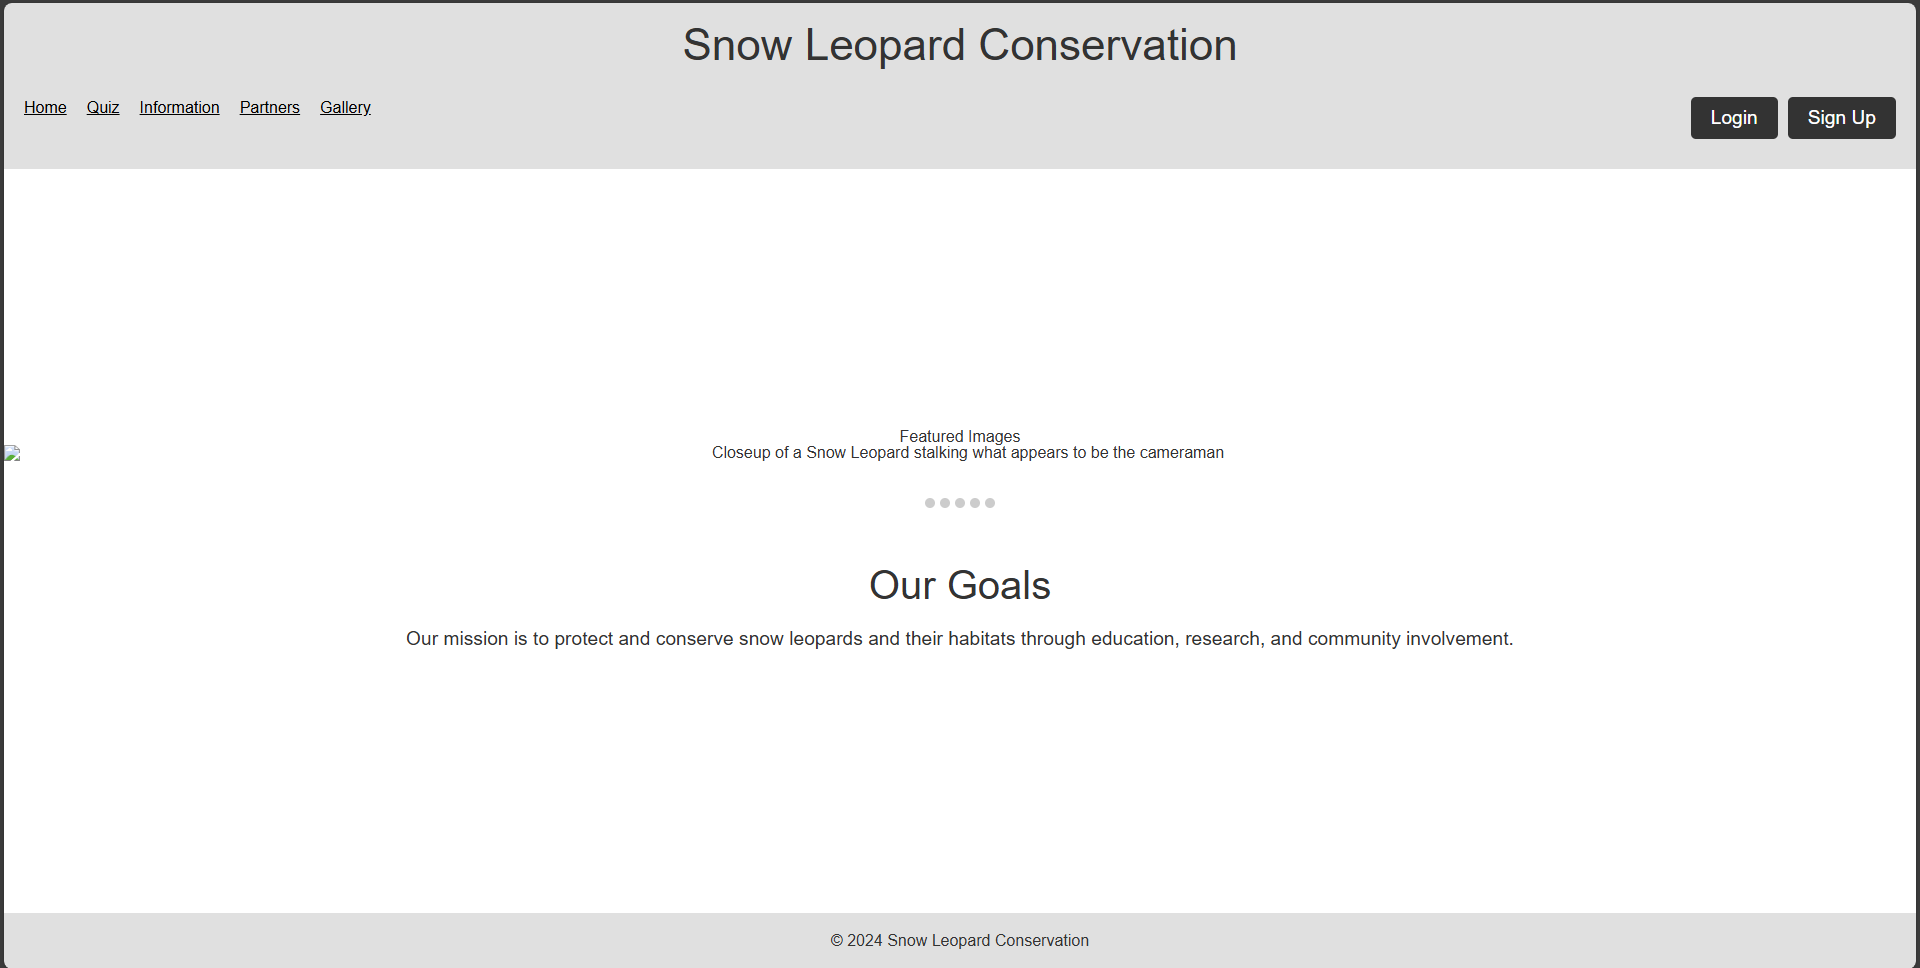 Snow Leopard Conservation
Home Quiz Information Partners Gallery Login Sign Up
Featured Images
Closeup of a Snow Leopard stalking what appears to be the cameraman
Our Goals
Our mission is to protect and conserve snow leopards and their habitats through education, research, and community involvement.
© 2024 Snow Leopard Conservation